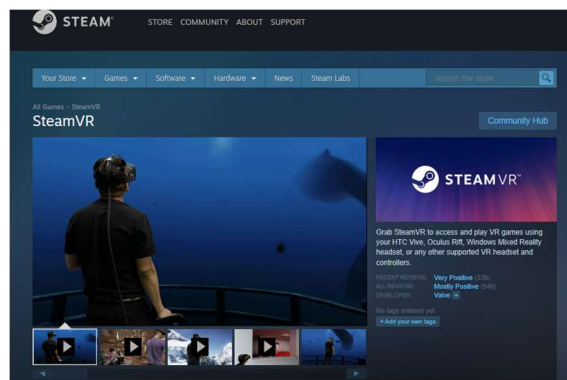 STEAM®
STORE COMMUNITY ABOUT SUPPORT
Your Store Games Software Hardware News Steam Labs search the store
All Games > SteamVR
SteamVR
Community Hub
STEAMVR™
Grab SteamVR to access and play VR games using
your HTC Vive, Oculus Rift, Windows Mixed Reality
headset, or any other supported VR headset and
controllers.
RECENT REVIEWS: Very Positive (336)
ALL REVIEWS: Mostly Positive (940)
DEVELOPER: Valve +
No tags entered yet
+ Add your own tags